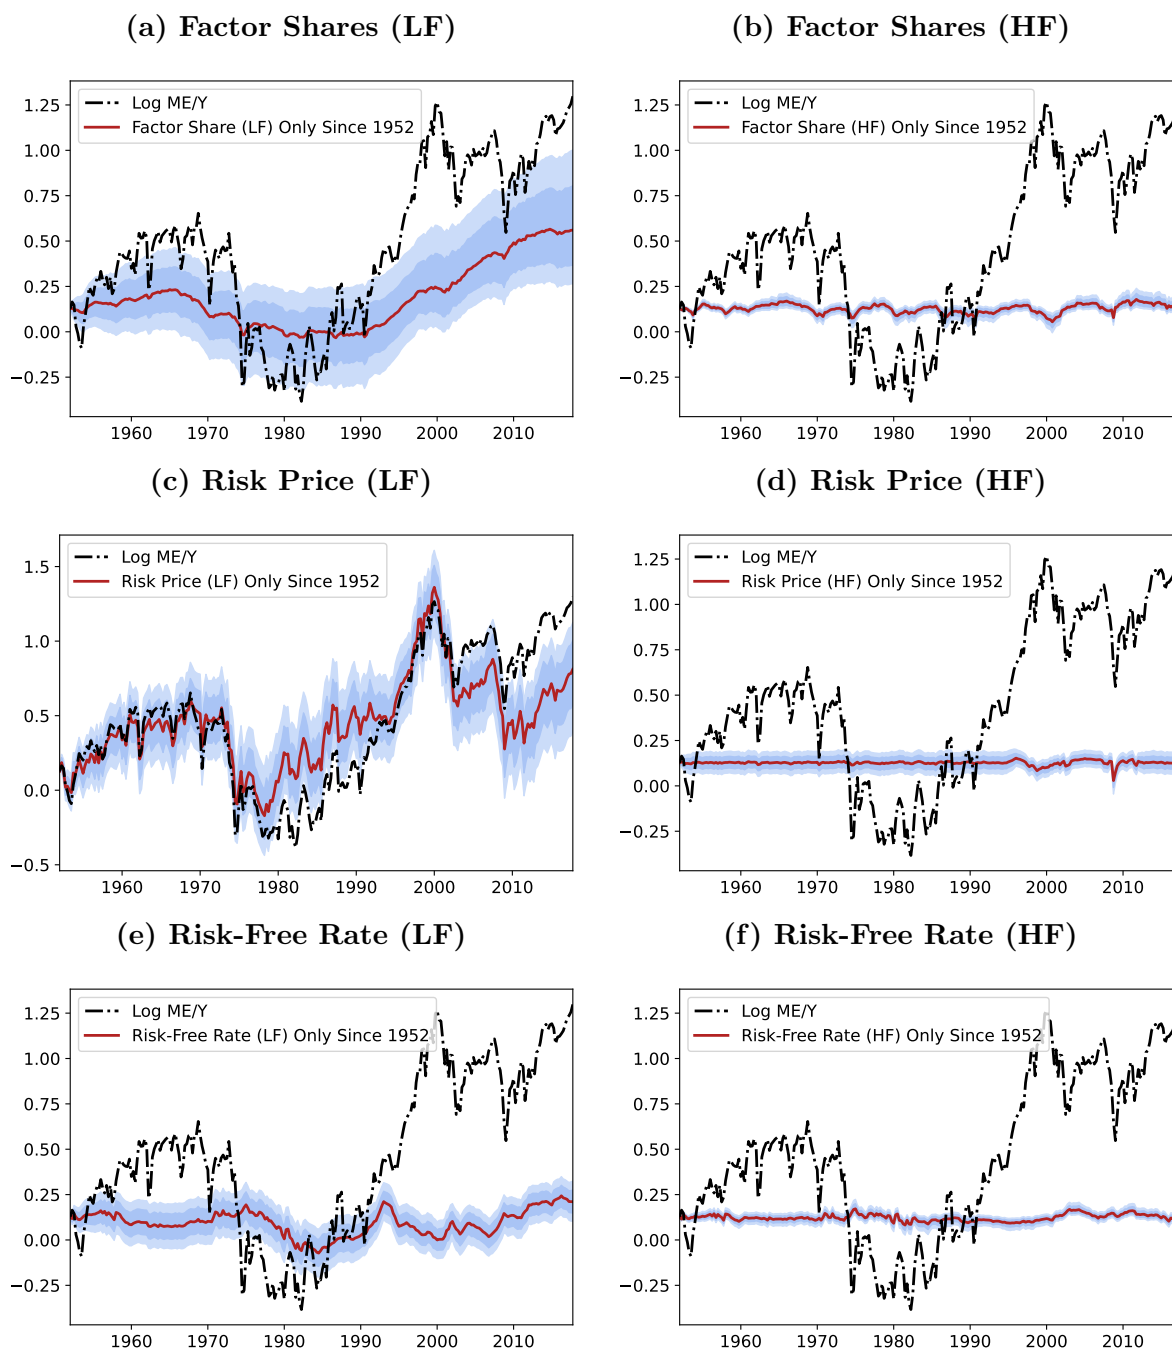 (a) Factor Shares (LF)
(b) Factor Shares (HF)
1.25
1.00
0.75
0.50
0.25
0.00
−0.25
Log ME/Y
Factor Share (LF) Only Since 1952
1960 1970 1980 1990 2000 2010
1.25
1.00
0.75
0.50
0.25
0.00
−0.25
Log ME/Y
Factor Share (HF) Only Since 1952
1960 1970 1980 1990 2000 2010
(c) Risk Price (LF)
(d) Risk Price (HF)
1.5
1.0
0.5
0.0
−0.5
Log ME/Y
Risk Price (LF) Only Since 1952
1960 1970 1980 1990 2000 2010
1.25
1.00
0.75
0.50
0.25
0.00
−0.25
Log ME/Y
Risk Price (HF) Only Since 1952
1960 1970 1980 1990 2000 2010
(e) Risk-Free Rate (LF)
(f) Risk-Free Rate (HF)
1.25
1.00
0.75
0.50
0.25
0.00
−0.25
Log ME/Y
Risk-Free Rate (LF) Only Since 1952
1960 1970 1980 1990 2000 2010
1.25
1.00
0.75
0.50
0.25
0.00
−0.25
Log ME/Y
Risk-Free Rate (HF) Only Since 1952
1960 1970 1980 1990 2000 2010